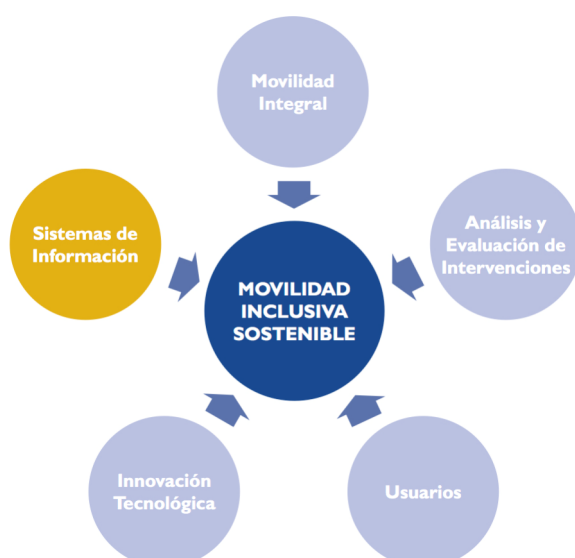 Movilidad
Integral
Sistemas de
Información
Análisis y
Evaluación de
Intervenciones
MOVILIDAD
INCLUSIVA
SOSTENIBLE
Innovación
Tecnológica
Usuarios